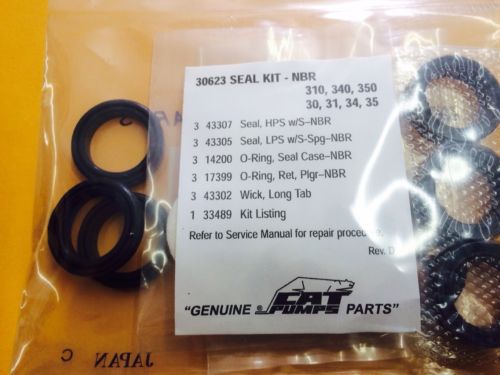 30623 SEAL KIT - NBR
310, 340, 350
30, 31, 34, 35
3 43307 Seal, HPS w/S-NBR
3 43305 Seal, LPS w/S-Spg-NBR
3 14200 O-Ring, Seal Case-NBR
3 17399 O-Ring, Ret, Plgr-NBR
3 43302 Wick, Long Tab
1 33489 Kit Listing
Refer to Service Manual for repair procedure.
Rev. D
"GENUINE CAT PUMPS PARTS"
®
JAPAN C